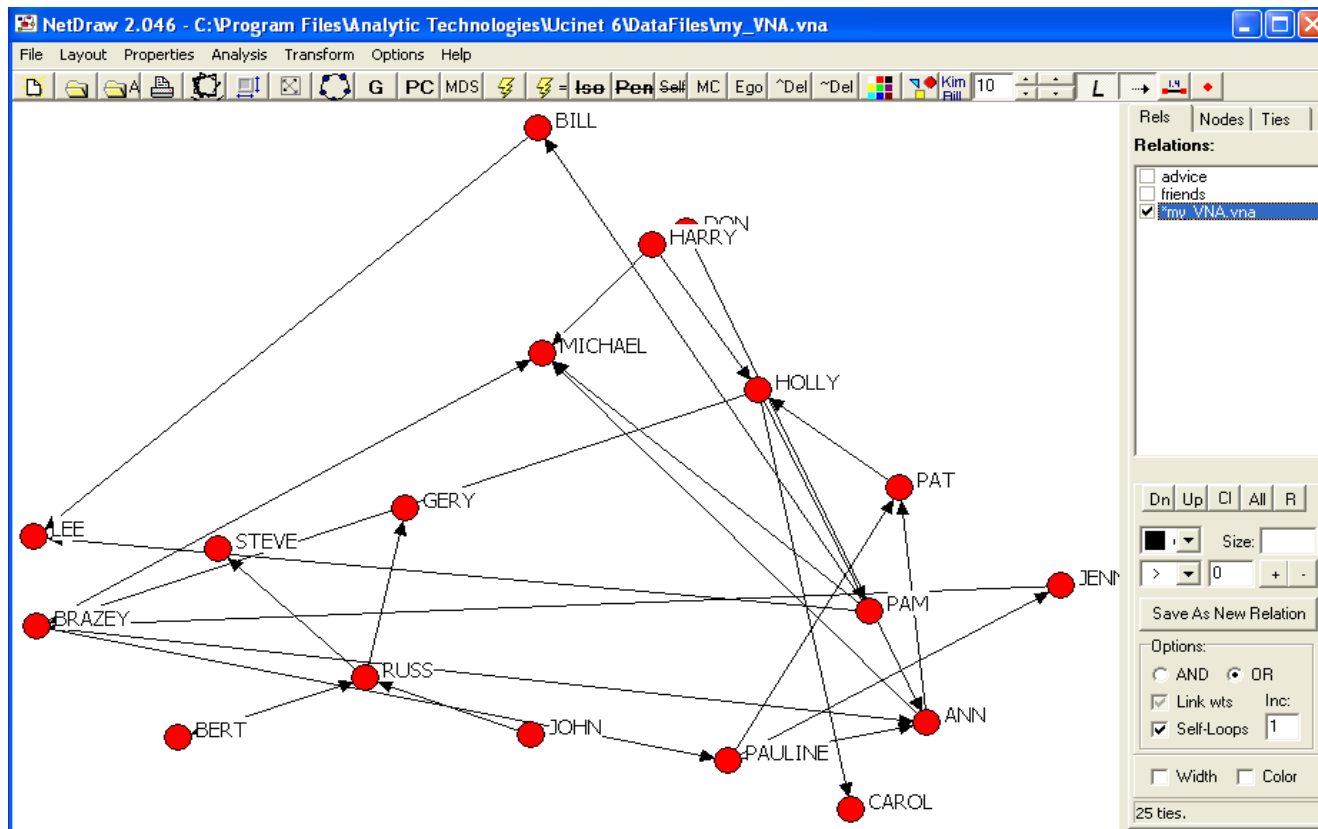 NetDraw 2.046 - C:\Program Files\Analytic Technologies\Ucinet 6\DataFiles\my_VNA.vna
File Layout Properties Analysis Transform Options Help
A G PC MDS = Iso Pen Self MC Ego ^Del ~Del Kim Bill 10 L 1.4
BILL
DON
HARRY
MICHAEL
HOLLY
PAT
GERY
LEE
STEVE
JENN
PAM
BRAZEY
RUSS
ANN
BERT
JOHN
PAULINE
CAROL
Rels Nodes Ties
Relations:
advice
friends
*my_VNA.vna
Dn Up Cl All R
Size:
> 0 + -
Save As New Relation
Options:
AND OR
Link wts Inc:
Self-Loops 1
Width Color
25 ties.